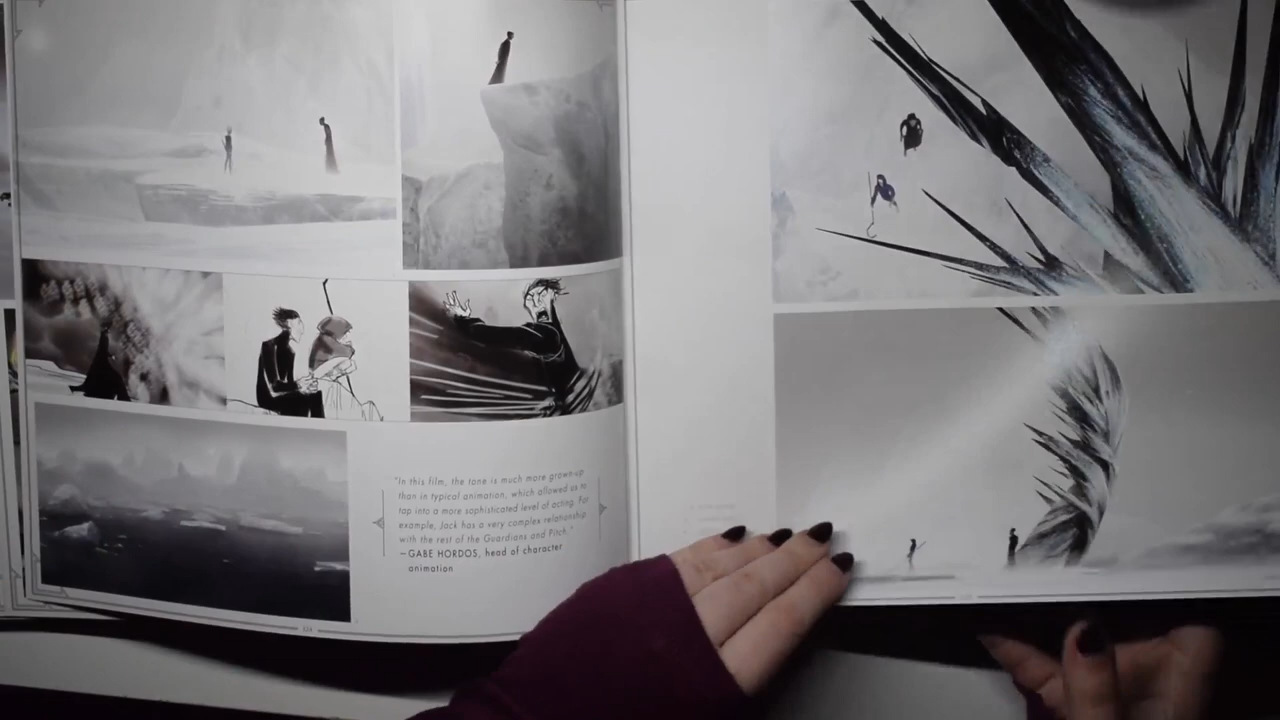 "In this film, the tone is much more grown-up
than in typical animation, which allowed us to
tap into a more sophisticated level of acting. For
example, Jack has a very complex relationship
with the rest of the Guardians and Pitch."
—GABE HORDOS, head of character
animation